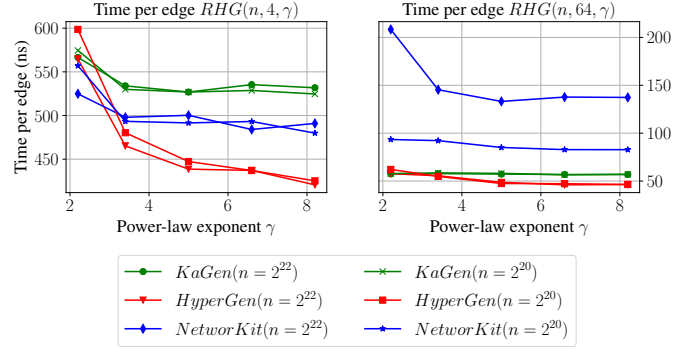 Time per edge RHG(n, 4, γ)
Time per edge RHG(n, 64, γ)
Time per edge (ns)
600
550
500
450
2
4
6
8
Power-law exponent γ
200
150
100
50
2
4
6
8
Power-law exponent γ
KaGen(n = 2^22)
HyperGen(n = 2^22)
NetworKit(n = 2^22)
KaGen(n = 2^20)
HyperGen(n = 2^20)
NetworKit(n = 2^20)